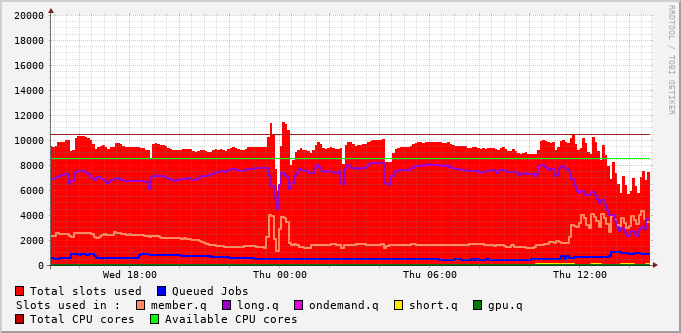 RRDTOOL / TOBI OETIKER
20000
18000
16000
14000
12000
10000
8000
6000
4000
2000
0
Wed 18:00 Thu 00:00 Thu 06:00 Thu 12:00
Total slots used Queued Jobs
Slots used in : member.q long.q ondemand.q short.q gpu.q
Total CPU cores Available CPU cores